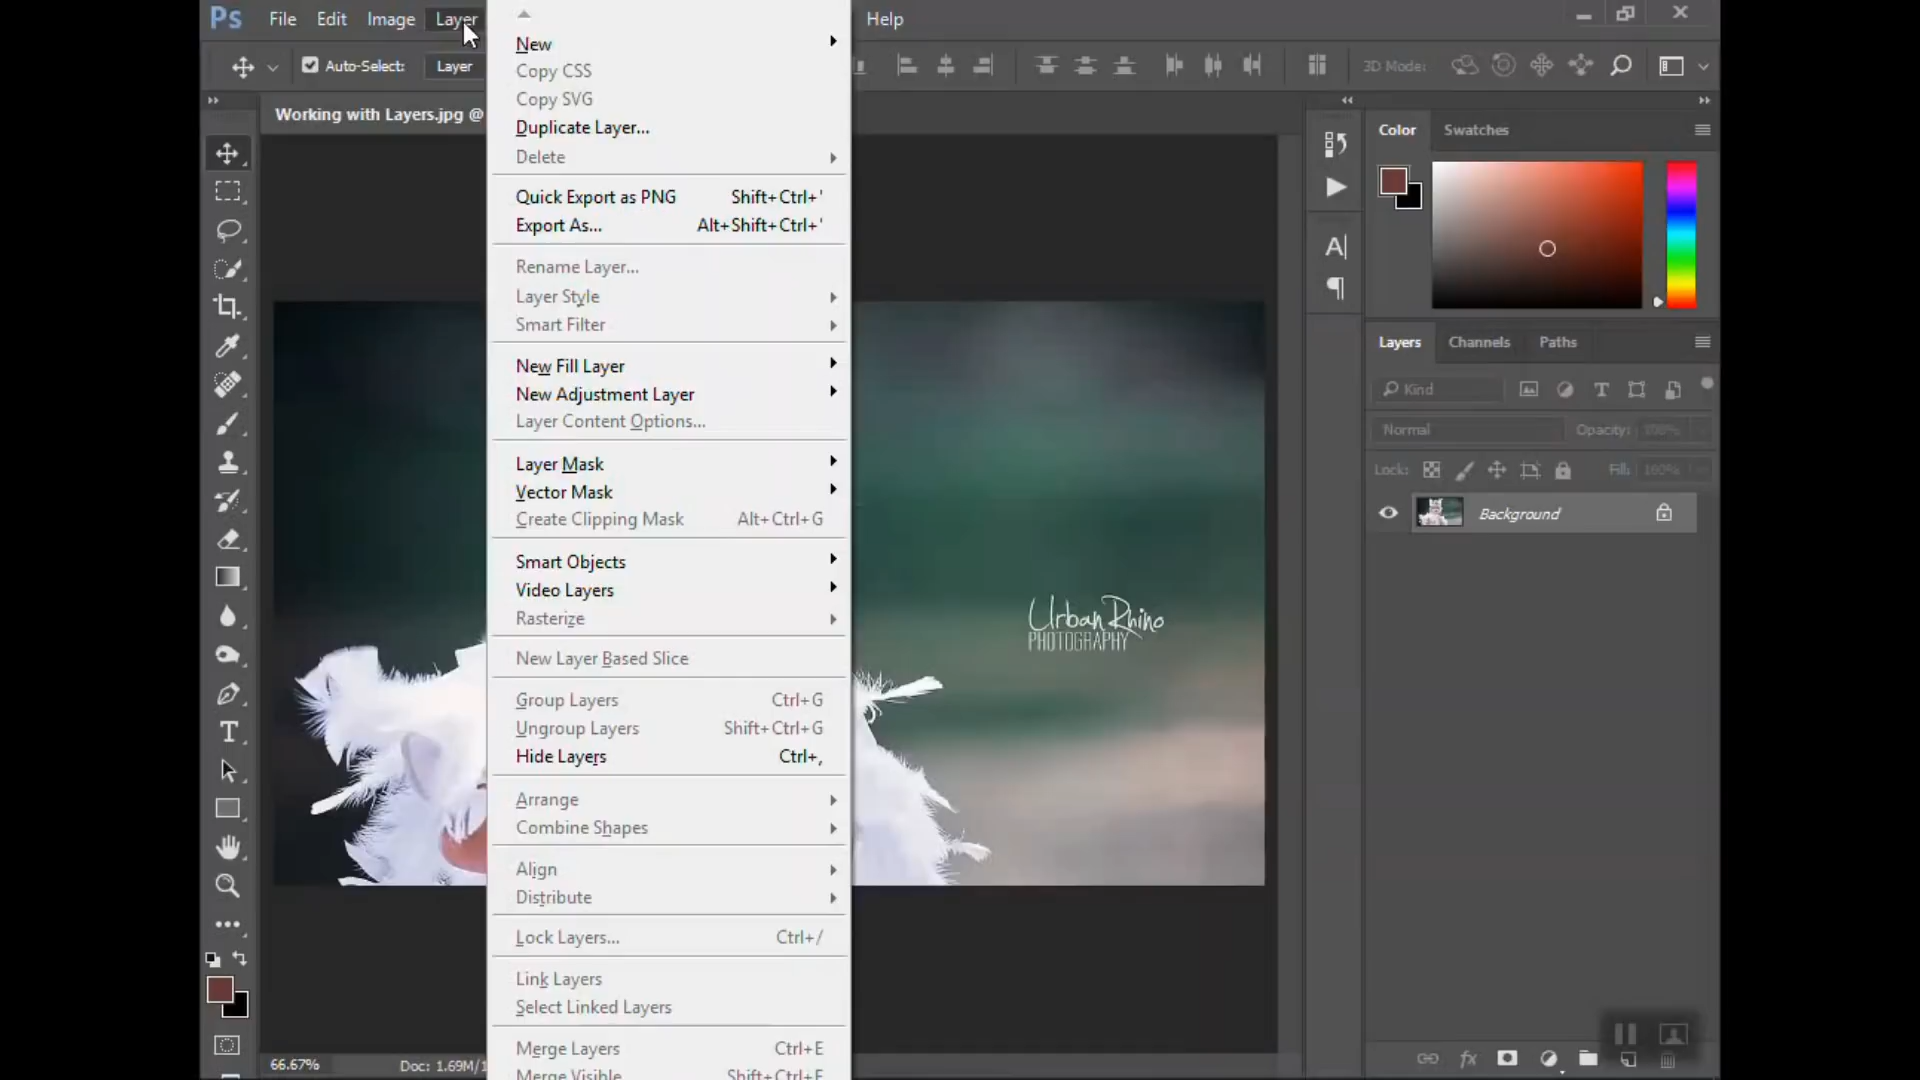 Ps File Edit Image Layer Help
Auto-Select: Layer
3D Mode:
Working with Layers.jpg @
New
Copy CSS
Copy SVG
Duplicate Layer...
Delete
Quick Export as PNG Shift+Ctrl+'
Export As... Alt+Shift+Ctrl+'
Rename Layer...
Layer Style
Smart Filter
New Fill Layer
New Adjustment Layer
Layer Content Options...
Layer Mask
Vector Mask
Create Clipping Mask Alt+Ctrl+G
Smart Objects
Video Layers
Rasterize
New Layer Based Slice
Group Layers Ctrl+G
Ungroup Layers Shift+Ctrl+G
Hide Layers Ctrl+,
Arrange
Combine Shapes
Align
Distribute
Lock Layers... Ctrl+/
Link Layers
Select Linked Layers
Merge Layers Ctrl+E
Merge Visible Shift+Ctrl+E
Urban Rhino
PHOTOGRAPHY
Color Swatches
Layers Channels Paths
Kind
Normal Opacity: 100%
Lock: Fill: 100%
Background
66.67% Doc: 1.69M/1